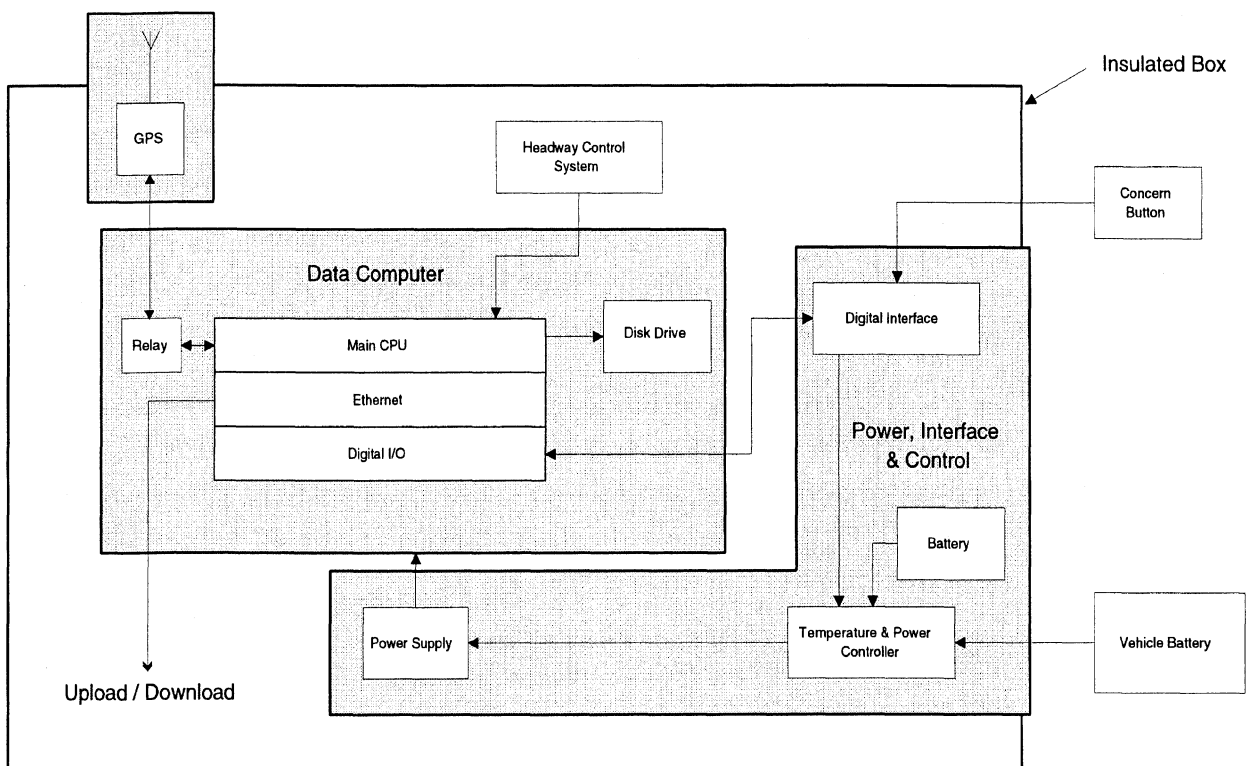 Insulated Box
GPS
Headway Control
System
Concern
Button
Data Computer
Relay
Main CPU
Disk Drive
Digital Interface
Ethernet
Digital I/O
Power, Interface
& Control
Battery
Power Supply
Temperature & Power
Controller
Vehicle Battery
Upload / Download